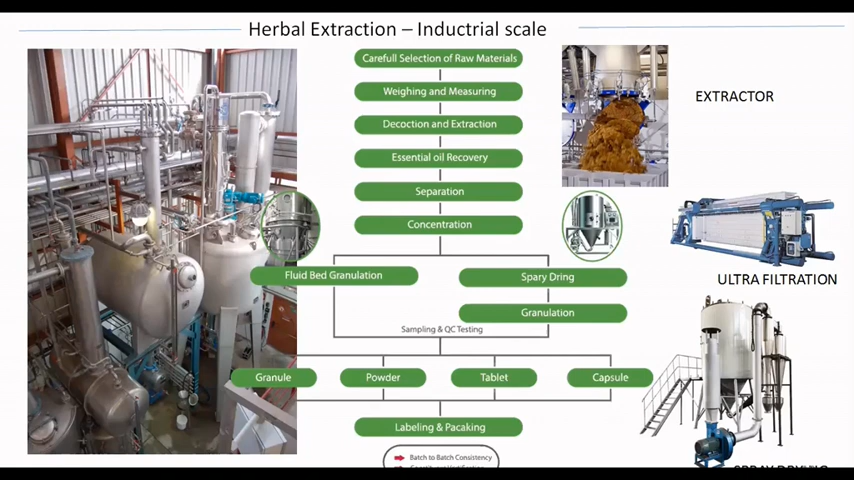 Herbal Extraction – Inductrial scale
Carefull Selection of Raw Materials
Weighing and Measuring
Decoction and Extraction
Essential oil Recovery
Separation
Concentration
Fluid Bed Granulation
Spary Dring
Granulation
Sampling & QC Testing
Granule
Powder
Tablet
Capsule
Labeling & Pacaking
Batch to Batch Consistency
EXTRACTOR
ULTRA FILTRATION